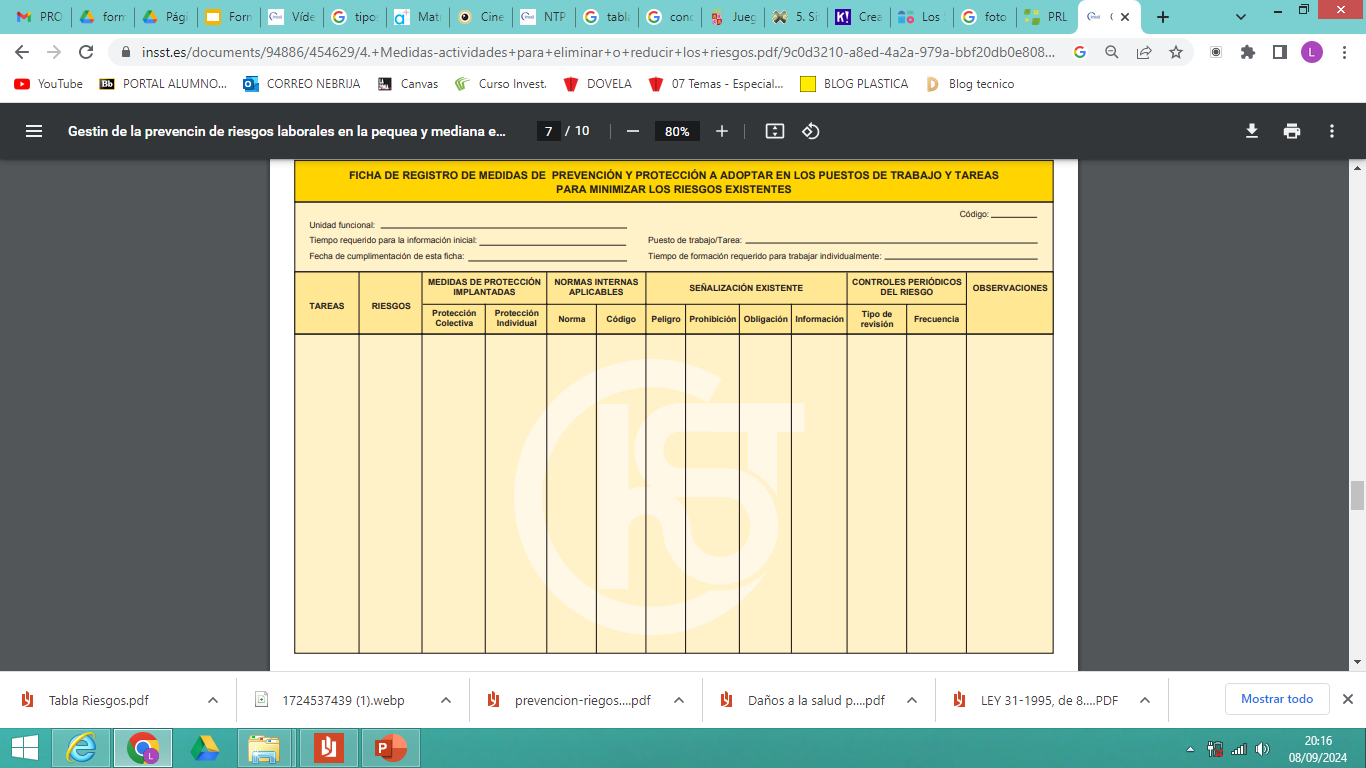 PRO
form
Pági
Form
Víde
tipo
Mat
Cine
NTP
tabl
conc
Jueg
5. Si
Crea
Los
foto
PRL
insst.es/documents/94886/454629/4.+Medidas-actividades+para+eliminar+o+reducir+los+riesgos.pdf/9c0d3210-a8ed-4a2a-979a-bbf20db0e808...
L
YouTube
Bb PORTAL ALUMNO...
CORREO NEBRIJA
Canvas
Curso Invest.
DOVELA
07 Temas - Especial...
BLOG PLASTICA
Blog tecnico
Gestin de la prevencin de riesgos laborales en la pequea y mediana e...
7 / 10
80%
FICHA DE REGISTRO DE MEDIDAS DE PREVENCIÓN Y PROTECCIÓN A ADOPTAR EN LOS PUESTOS DE TRABAJO Y TAREAS
PARA MINIMIZAR LOS RIESGOS EXISTENTES
Código:
Unidad funcional:
Tiempo requerido para la información inicial:
Puesto de trabajo/Tarea:
Fecha de cumplimentación de esta ficha:
Tiempo de formación requerido para trabajar individualmente:
TAREAS
RIESGOS
MEDIDAS DE PROTECCIÓN
IMPLANTADAS
NORMAS INTERNAS
APLICABLES
SEÑALIZACIÓN EXISTENTE
CONTROLES PERIÓDICOS
DEL RIESGO
OBSERVACIONES
Protección
Colectiva
Protección
Individual
Norma
Código
Peligro
Prohibición
Obligación
Información
Tipo de
revisión
Frecuencia
Tabla Riesgos.pdf
1724537439 (1).webp
prevencion-riegos....pdf
Daños a la salud p....pdf
LEY 31-1995, de 8....PDF
Mostrar todo
20:16
08/09/2024